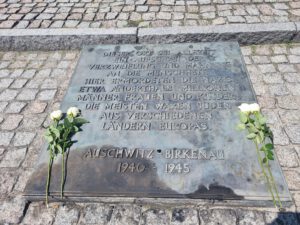 DIESER ORT SEI ALLEZEIT
EIN AUFSCHREI DER
VERZWEIFLUNG UND MAHNUNG
AN DIE MENSCHHEIT
HIER ERMORDETEN DIE
ETWA ANDERTHALB MILLIONEN
MÄNNER FRAUEN UND KINDER
DIE MEISTEN WAREN JUDEN
AUS VERSCHIEDENEN
LÄNDERN EUROPAS
AUSCHWITZ - BIRKENAU
1940 - 1945